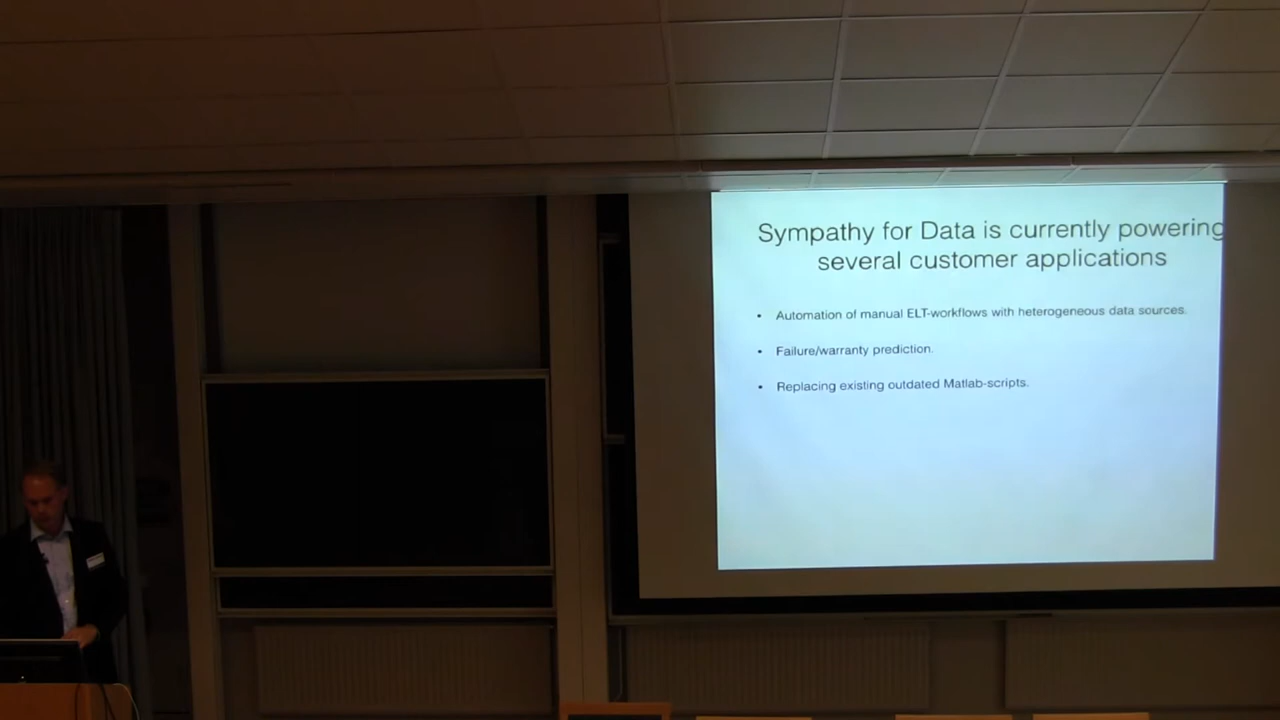 Sympathy for Data is currently powering
several customer applications
• Automation of manual ELT-workflows with heterogeneous data sources.
• Failure/warranty prediction.
• Replacing existing outdated Matlab-scripts.